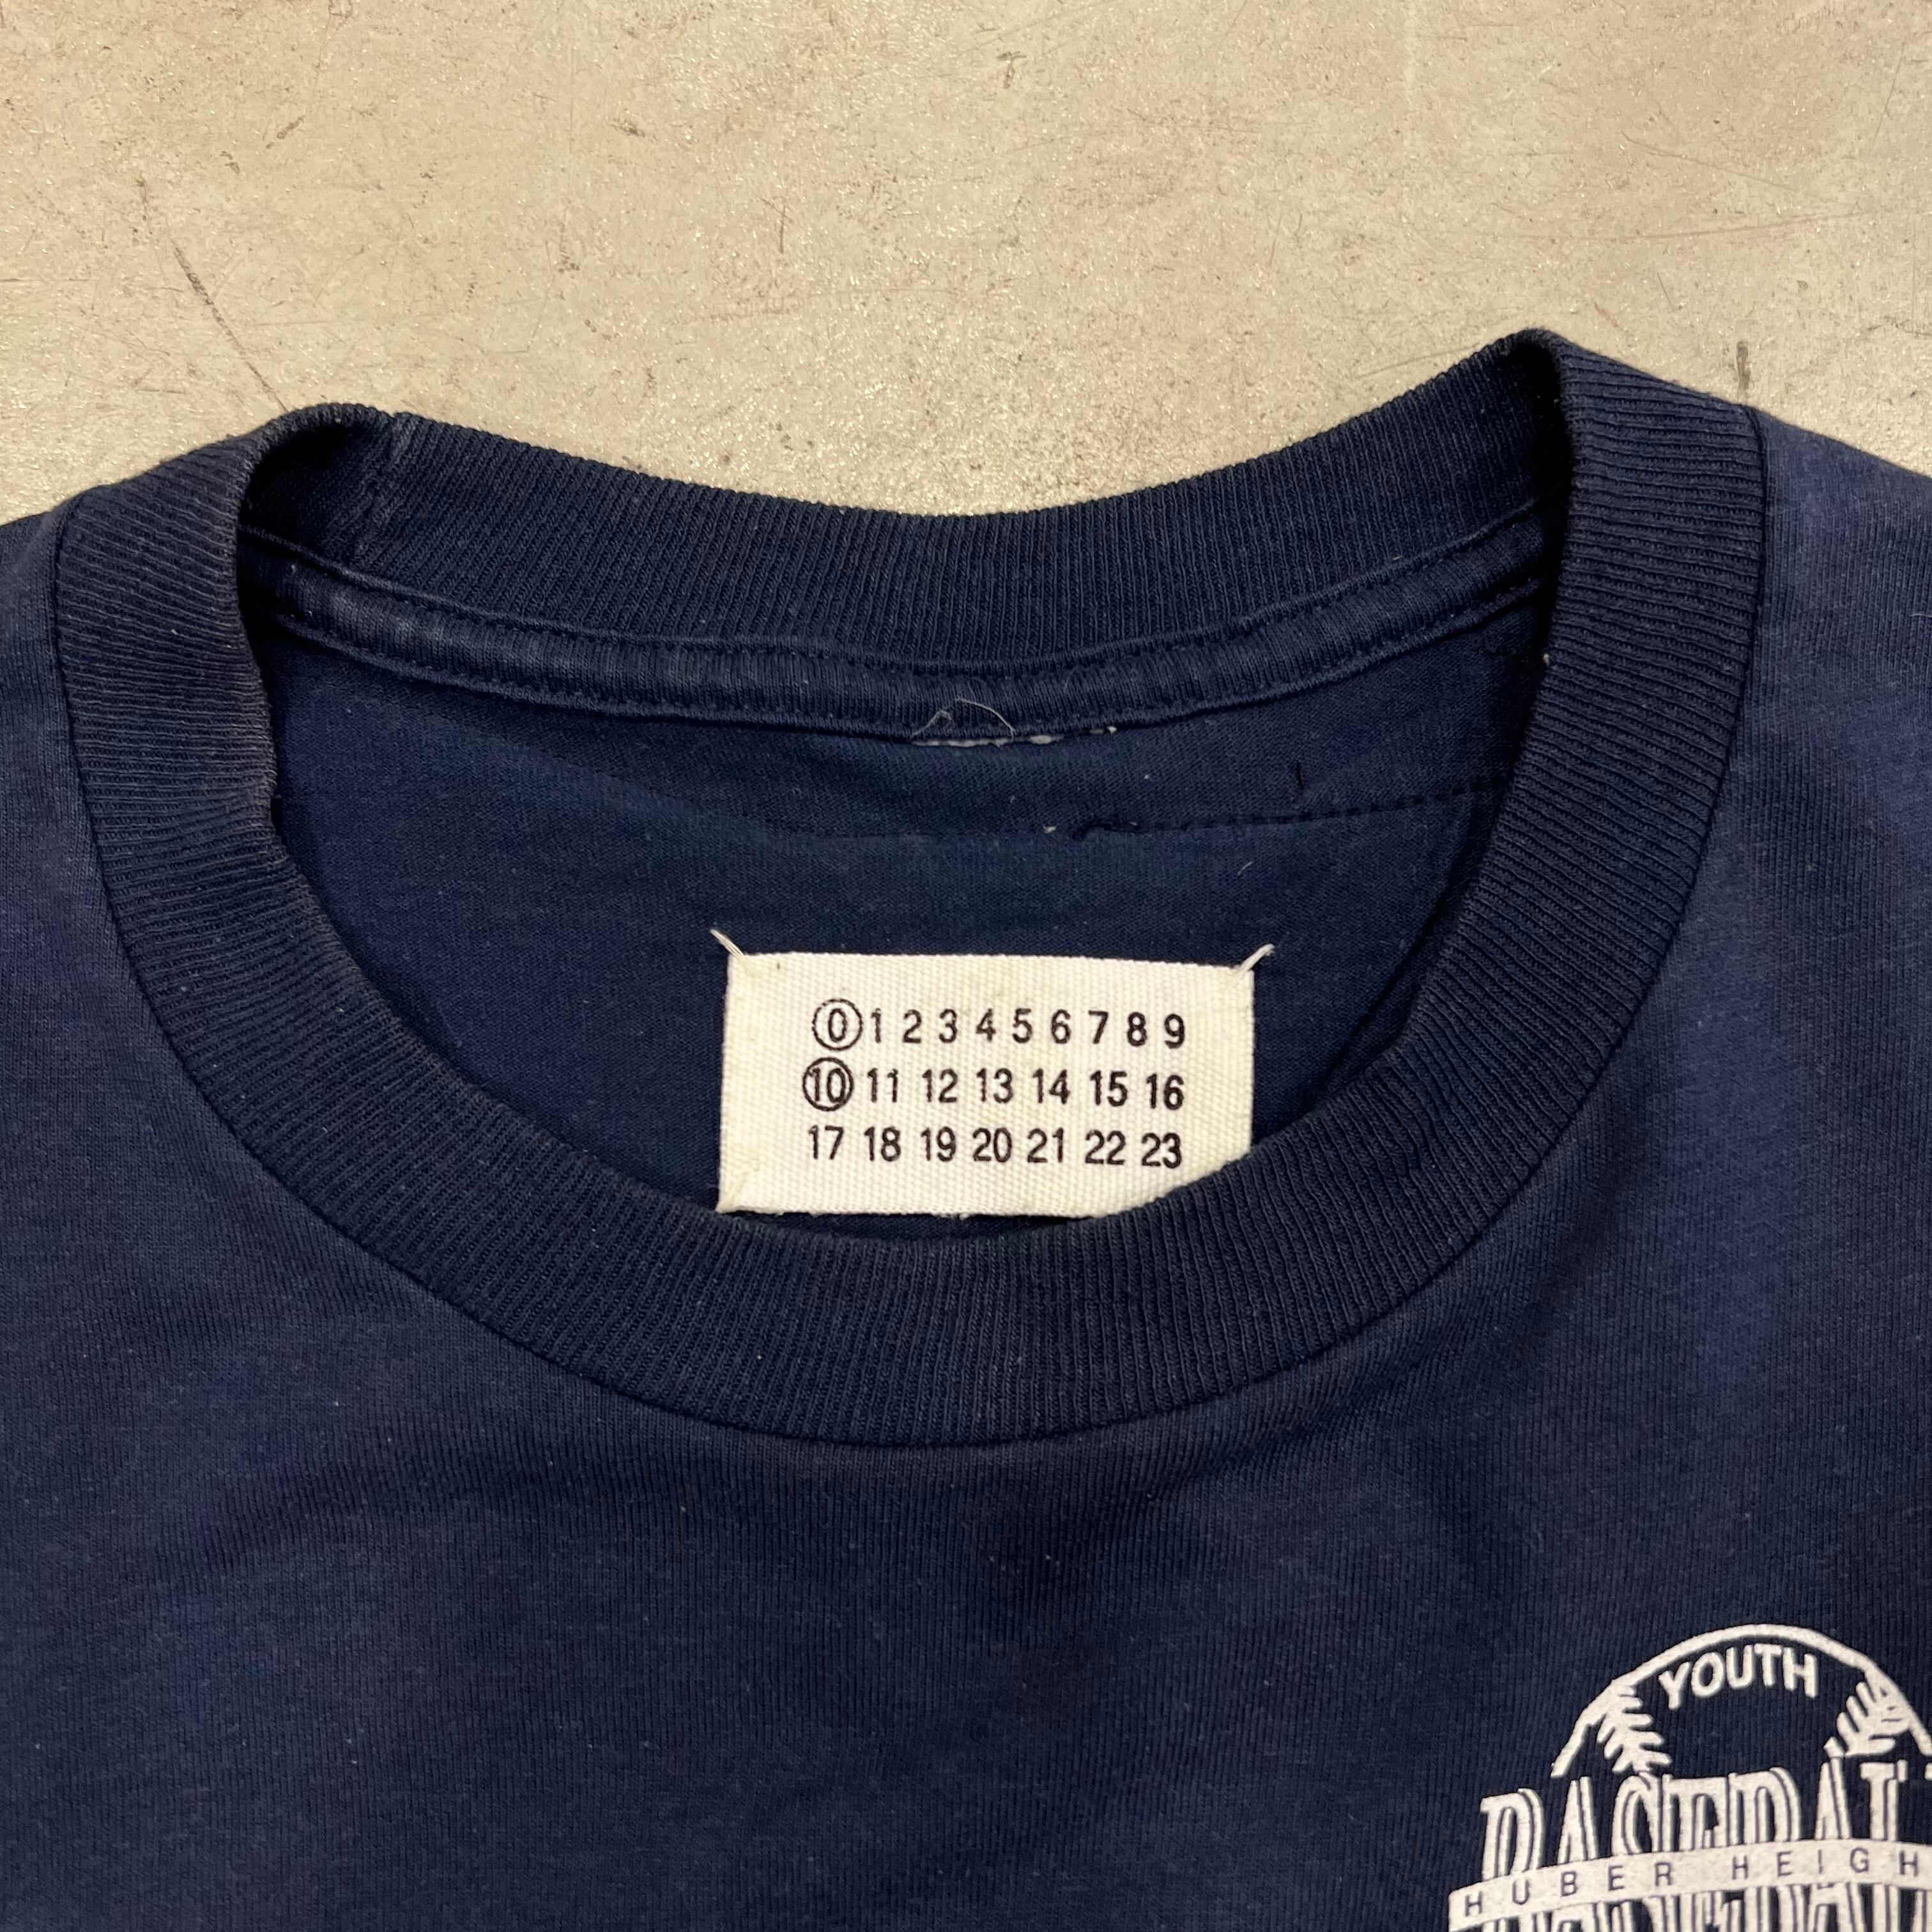 0 1 2 3 4 5 6 7 8 9
10 11 12 13 14 15 16
17 18 19 20 21 22 23
YOUTH
BASEBAL
HUBER HEIGH